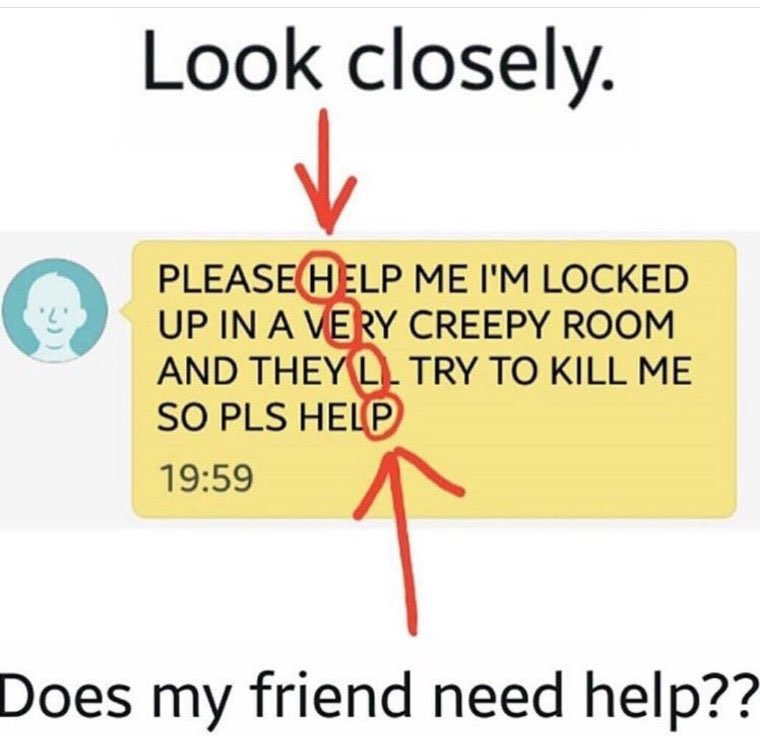 Look closely.
PLEASE HELP ME I'M LOCKED
UP IN A VERY CREEPY ROOM
AND THEY'LL TRY TO KILL ME
SO PLS HELP
19:59
Does my friend need help??